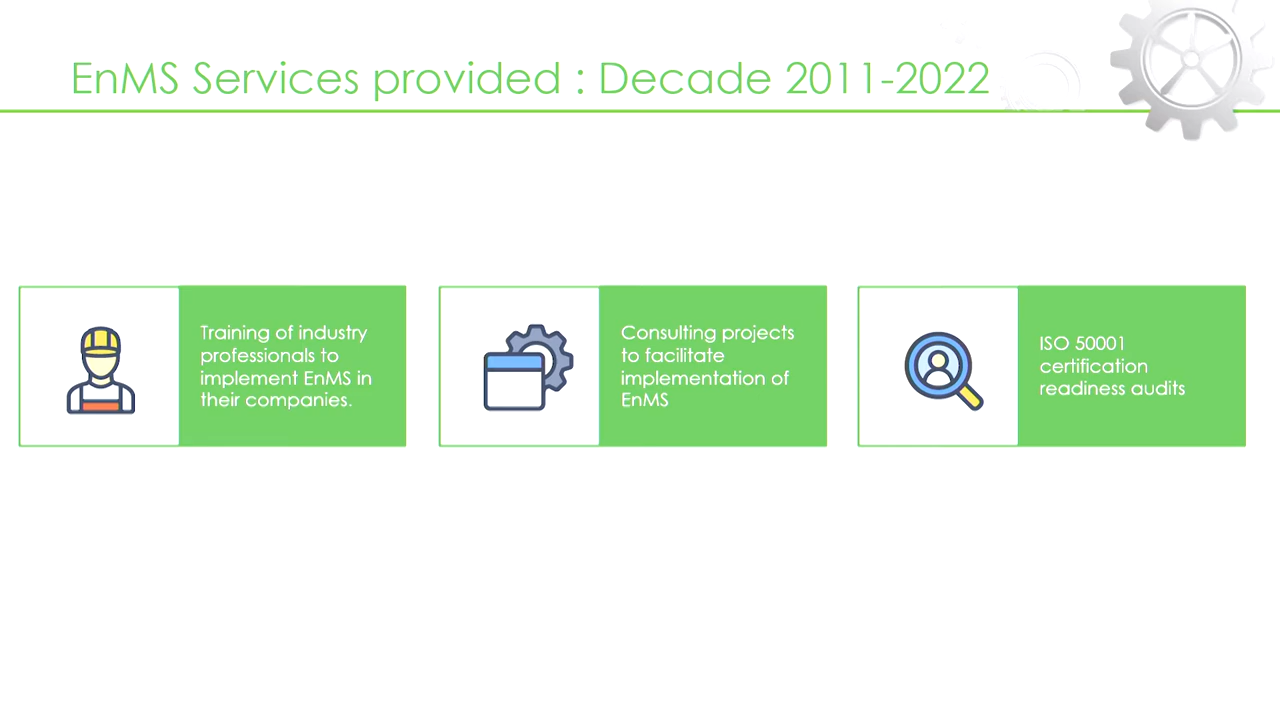 EnMS Services provided : Decade 2011-2022
Training of industry
professionals to
implement EnMS in
their companies.
Consulting projects
to facilitate
implementation of
EnMS
ISO 50001
certification
readiness audits